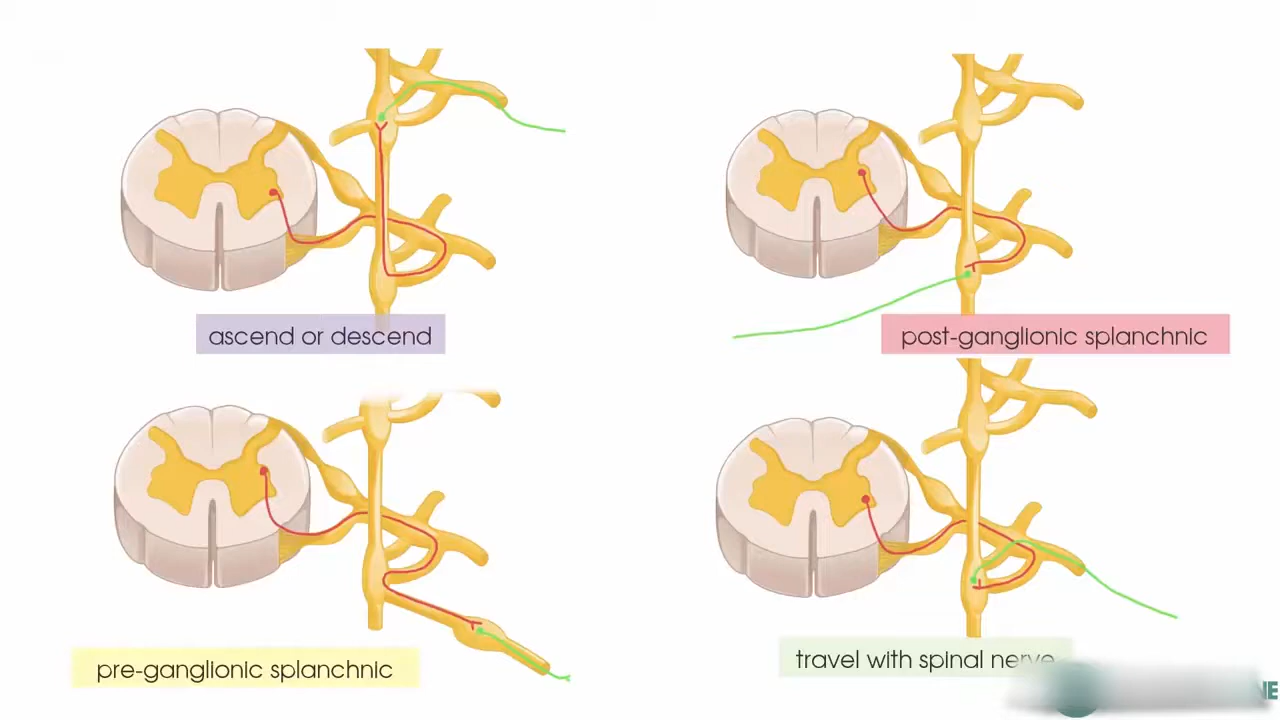 ascend or descend
post-ganglionic splanchnic
pre-ganglionic splanchnic
travel with spinal nerve